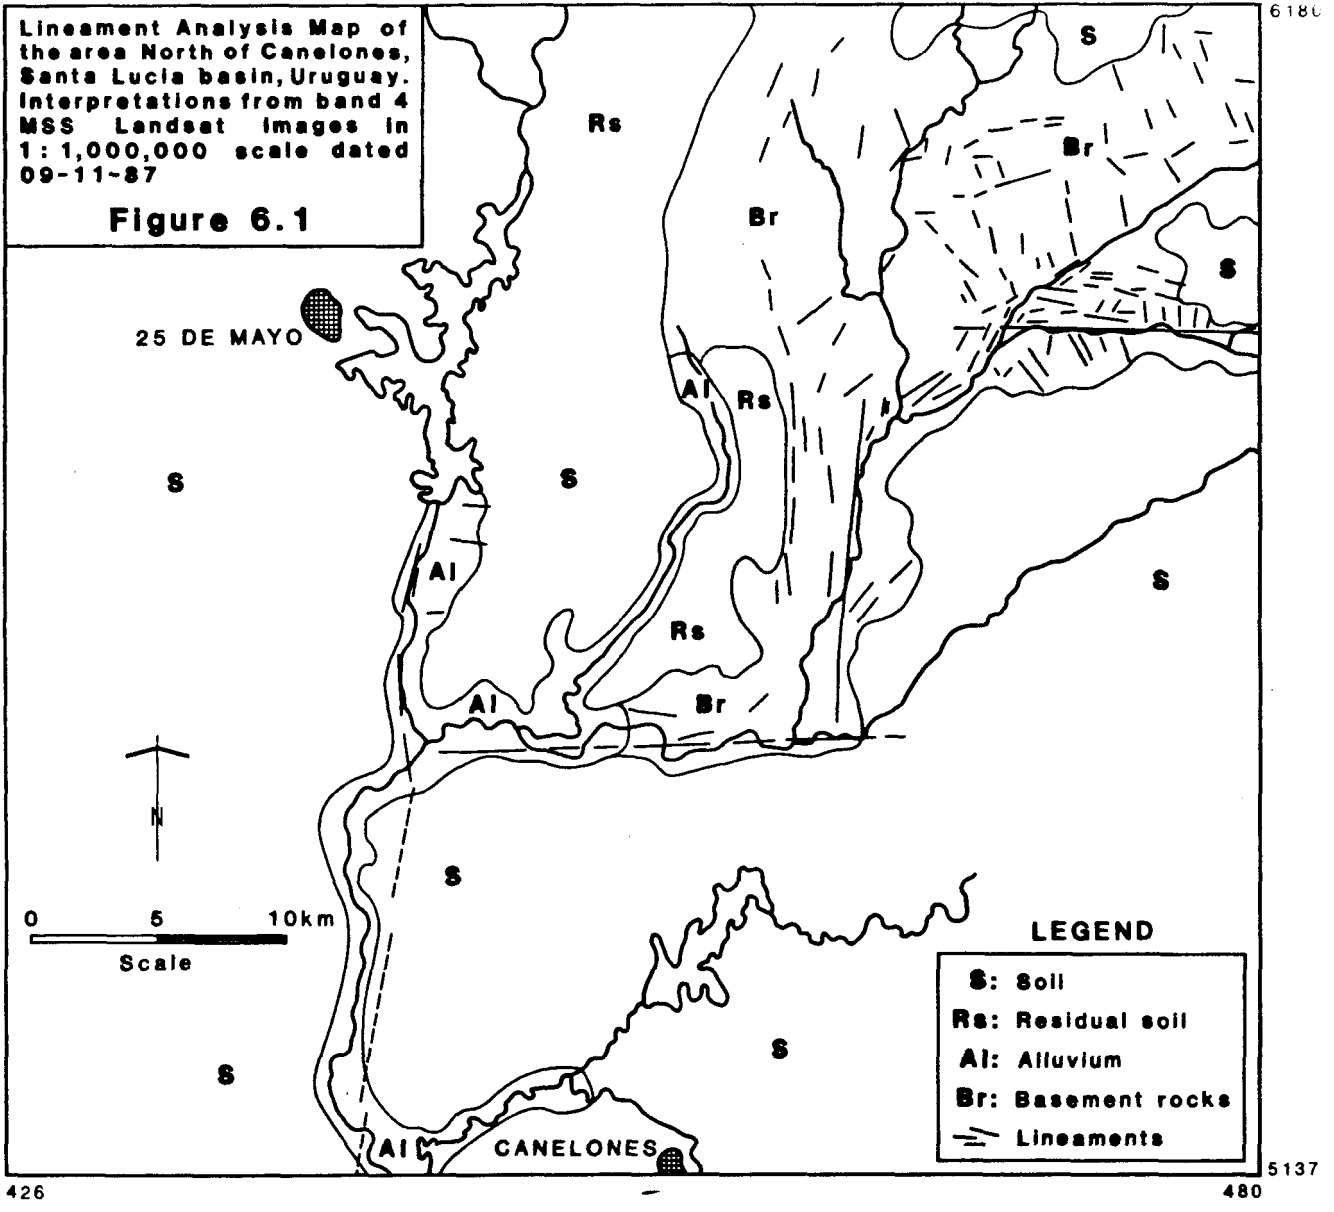 Lineament Analysis Map of
the area North of Canelones,
Santa Lucia basin, Uruguay.
Interpretations from band 4
MSS Landsat images in
1:1,000,000 scale dated
09-11-87
Figure 6.1
6180
S
Rs
Br
Br
S
25 DE MAYO
Al
Rs
S
S
Al
S
Rs
Al
Br
N
S
0 5 10km
Scale
LEGEND
S: Soil
Rs: Residual soil
Al: Alluvium
Br: Basement rocks
Lineaments
S
S
Al
CANELONES
5137
426
480